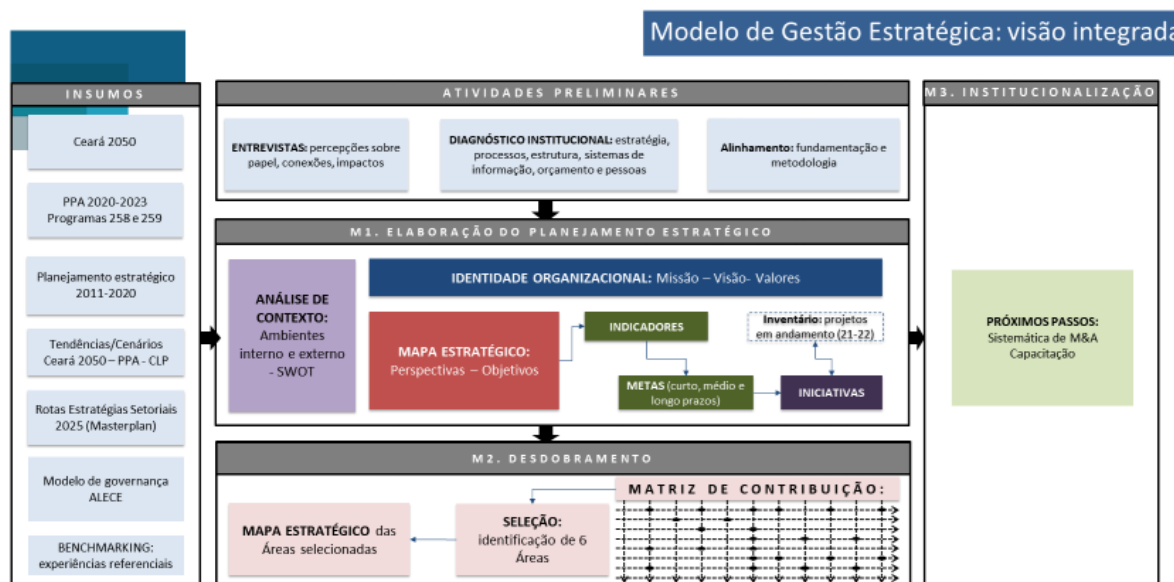 Modelo de Gestão Estratégica: visão integrada
INSUMOS
Ceará 2050
PPA 2020-2023
Programas 258 e 259
Planejamento estratégico
2011-2020
Tendências/Cenários
Ceará 2050 – PPA - CLP
Rotas Estratégias Setoriais
2025 (Masterplan)
Modelo de governança
ALECE
BENCHMARKING:
experiências referenciais
ATIVIDADES PRELIMINARES
ENTREVISTAS: percepções sobre
papel, conexões, impactos
DIAGNÓSTICO INSTITUCIONAL: estratégia,
processos, estrutura, sistemas de
informação, orçamento e pessoas
Alinhamento: fundamentação e
metodologia
M1. ELABORAÇÃO DO PLANEJAMENTO ESTRATÉGICO
ANÁLISE DE
CONTEXTO:
Ambientes
interno e externo
- SWOT
IDENTIDADE ORGANIZACIONAL: Missão – Visão- Valores
MAPA ESTRATÉGICO:
Perspectivas – Objetivos
INDICADORES
METAS (curto, médio e
longo prazos)
Inventário: projetos
em andamento (21-22)
INICIATIVAS
M2. DESDOBRAMENTO
MATRIZ DE CONTRIBUIÇÃO:
SELEÇÃO:
identificação de 6
Áreas
MAPA ESTRATÉGICO das
Áreas selecionadas
M3. INSTITUCIONALIZAÇÃO
PRÓXIMOS PASSOS:
Sistemática de M&A
Capacitação